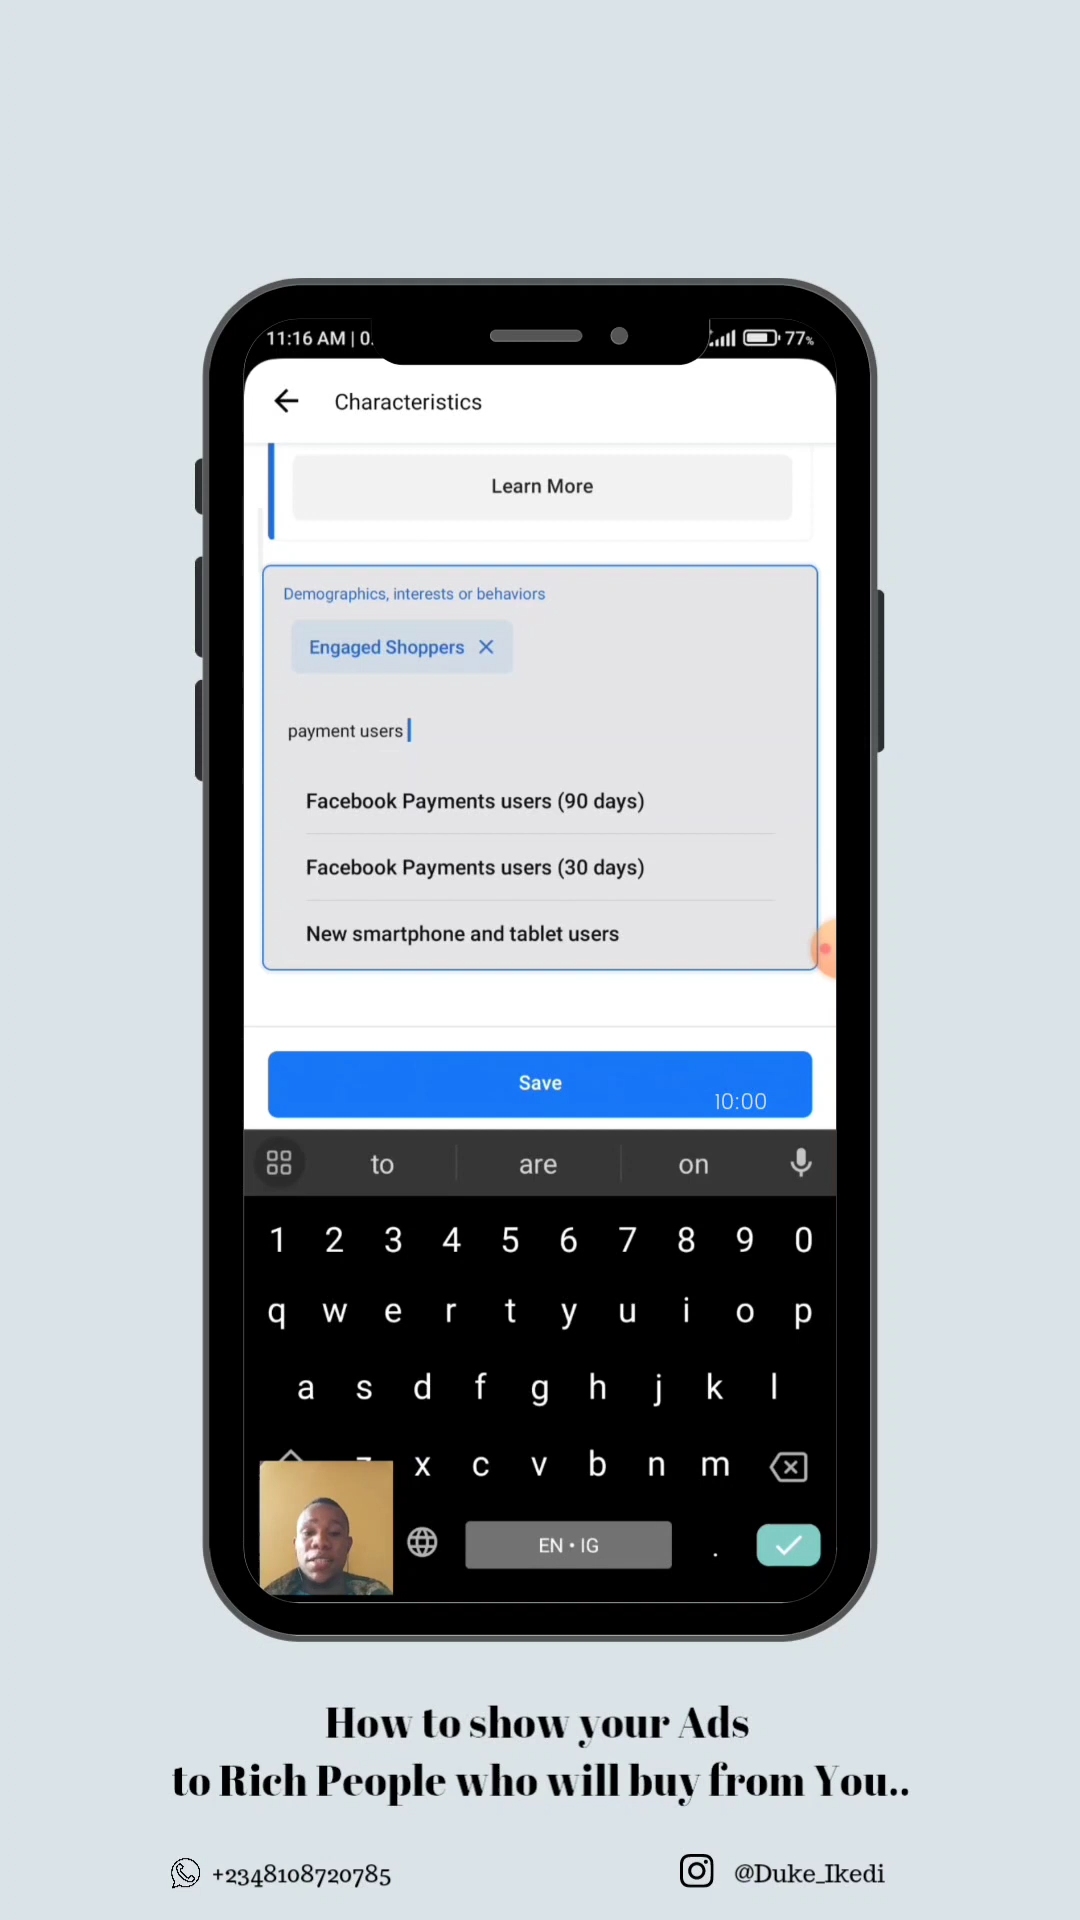 11:16 AM | 0.
77%
Characteristics
Learn More
Demographics, interests or behaviors
Engaged Shoppers
payment users
Facebook Payments users (90 days)
Facebook Payments users (30 days)
New smartphone and tablet users
Save
10:00
to are on
1 2 3 4 5 6 7 8 9 0
q w e r t y u i o p
a s d f g h j k l
x c v b n m
EN • IG .
How to show your Ads
to Rich People who will buy from You..
+2348108720785
@Duke_Ikedi